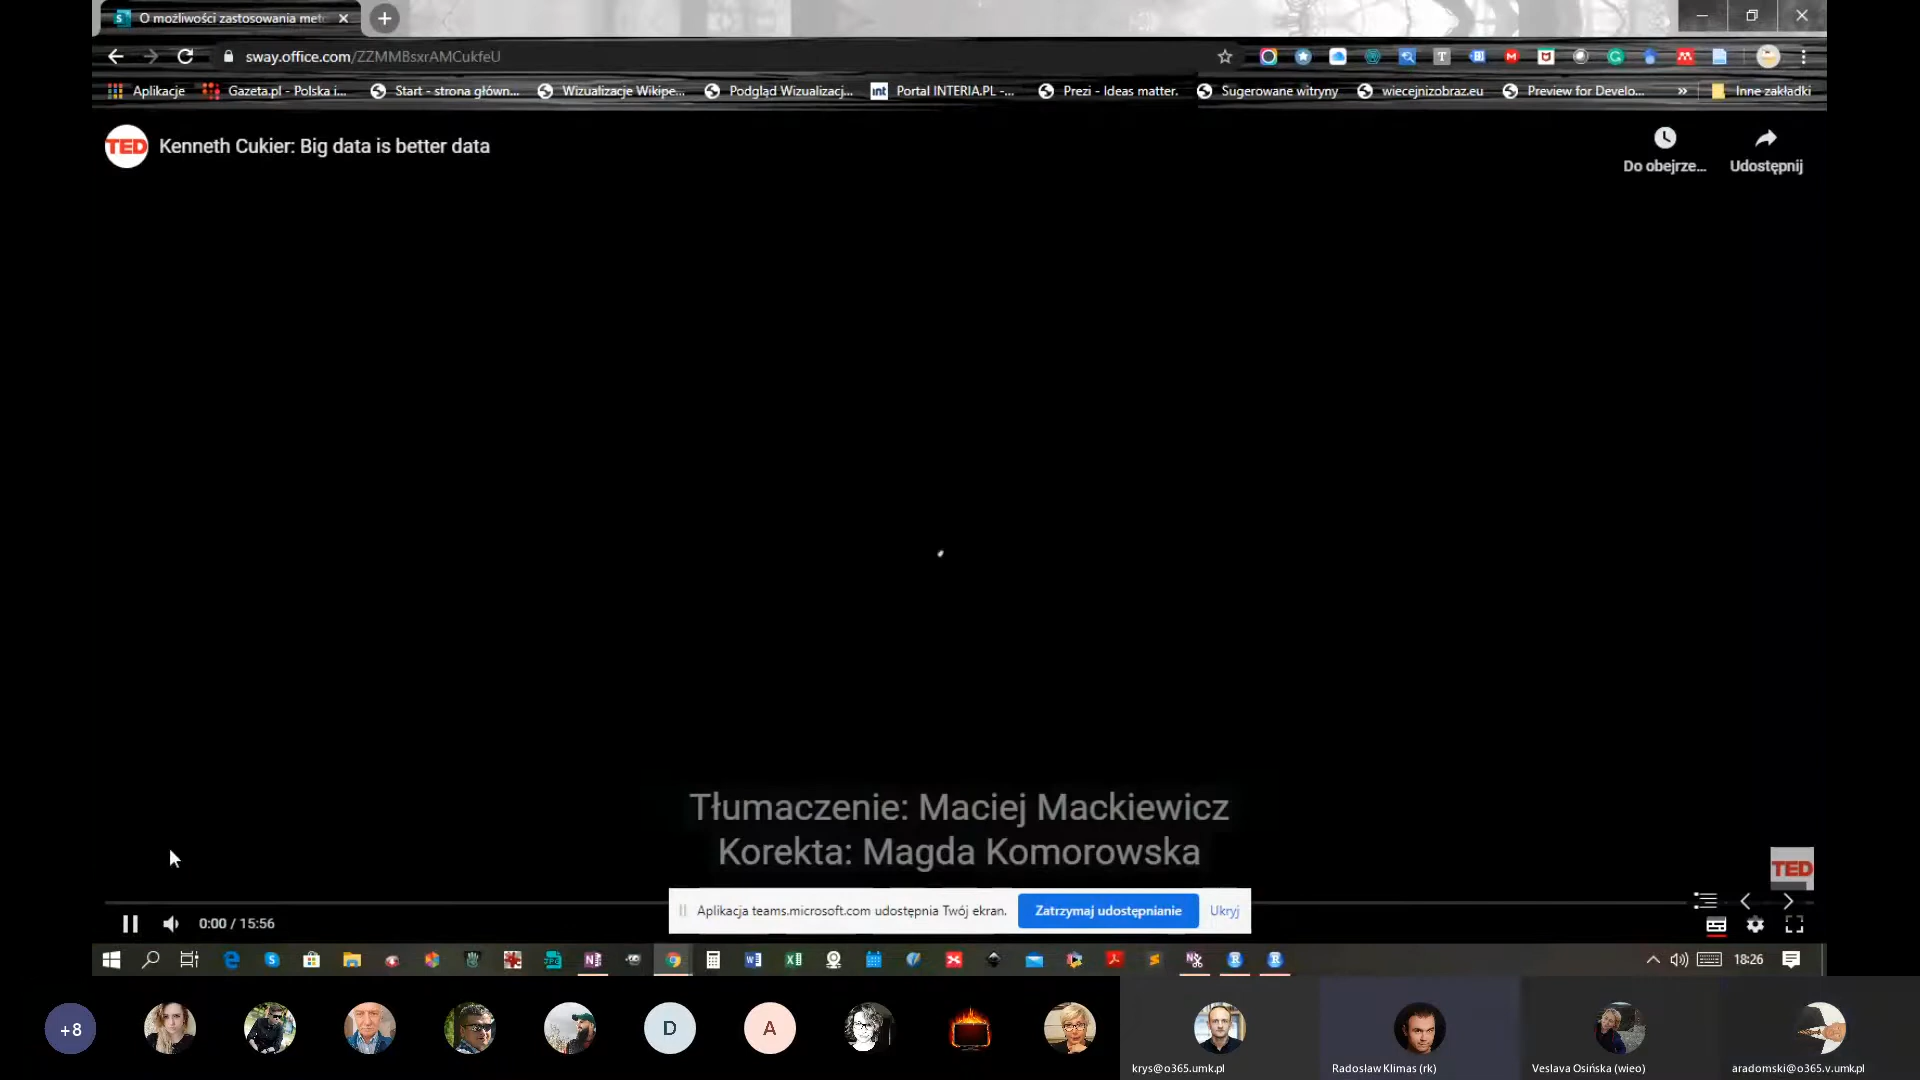 O możliwości zastosowania met
sway.office.com/ZZMMBsxrAMCukfeU
Aplikacje
Gazeta.pl - Polska i...
Start - strona główn...
Wizualizacje Wikipe...
Podgląd Wizualizacj...
Portal INTERIA.PL -...
Prezi - Ideas matter.
Sugerowane witryny
wiecejnizobraz.eu
Preview for Develo...
»
Inne zakładki
TED
Kenneth Cukier: Big data is better data
Do obejrze...
Udostępnij
Tłumaczenie: Maciej Mackiewicz
Korekta: Magda Komorowska
TED
Aplikacja teams.microsoft.com udostępnia Twój ekran.
Zatrzymaj udostępnianie
Ukryj
0:00 / 15:56
18:26
+8
D
A
krys@o365.umk.pl
Radosław Klimas (rk)
Veslava Osińska (wieo)
aradomski@o365.v.umk.pl